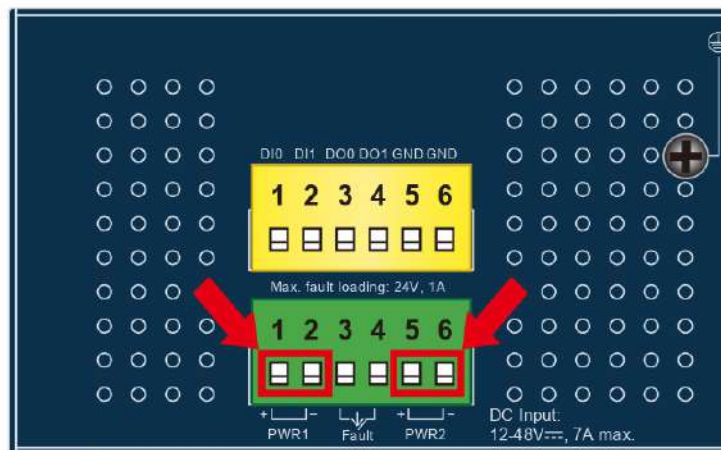 DI0 DI1 DO0 DO1 GND GND
1 2 3 4 5 6
Max. fault loading: 24V, 1A
1 2 3 4 5 6
+ - + -
PWR1 Fault PWR2
DC Input:
12-48V⎓, 7A max.